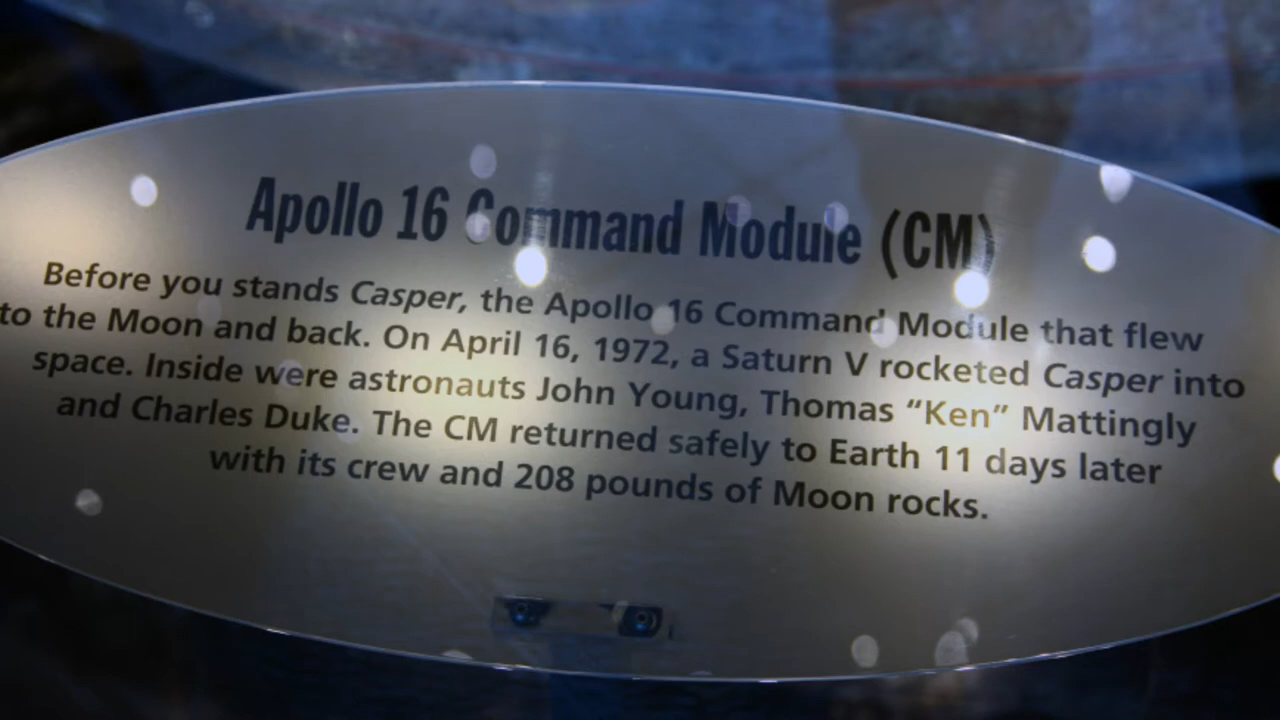 Apollo 16 Command Module (CM)
Before you stands Casper, the Apollo 16 Command Module that flew
to the Moon and back. On April 16, 1972, a Saturn V rocketed Casper into
space. Inside were astronauts John Young, Thomas “Ken” Mattingly
and Charles Duke. The CM returned safely to Earth 11 days later
with its crew and 208 pounds of Moon rocks.